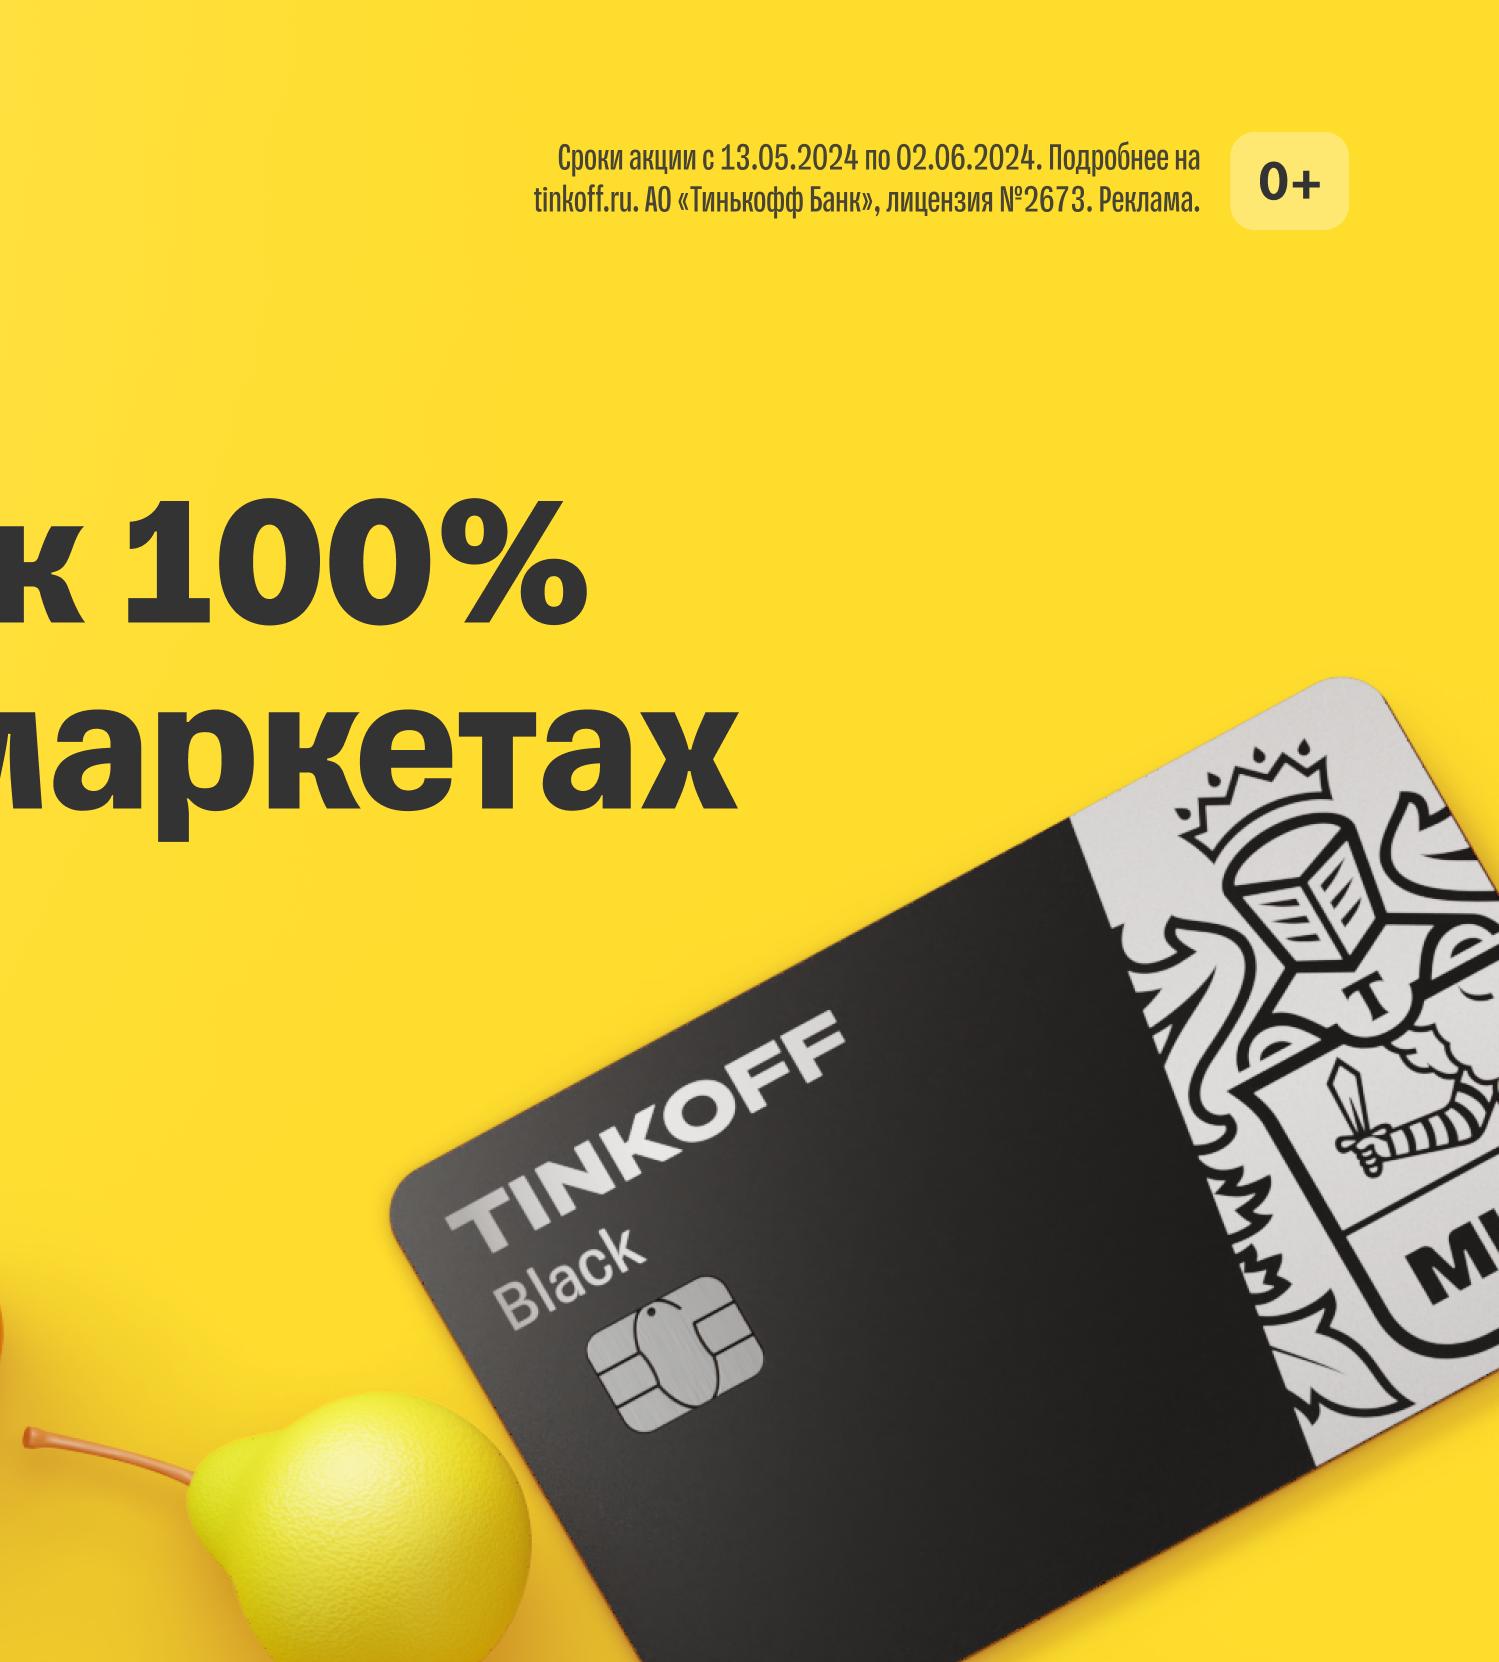 Сроки акции с 13.05.2024 по 02.06.2024. Подробнее на
tinkoff.ru. АО «Тинькофф Банк», лицензия №2673. Реклама.
0+
к 100%
маркетах
TINKOFF
Black
T